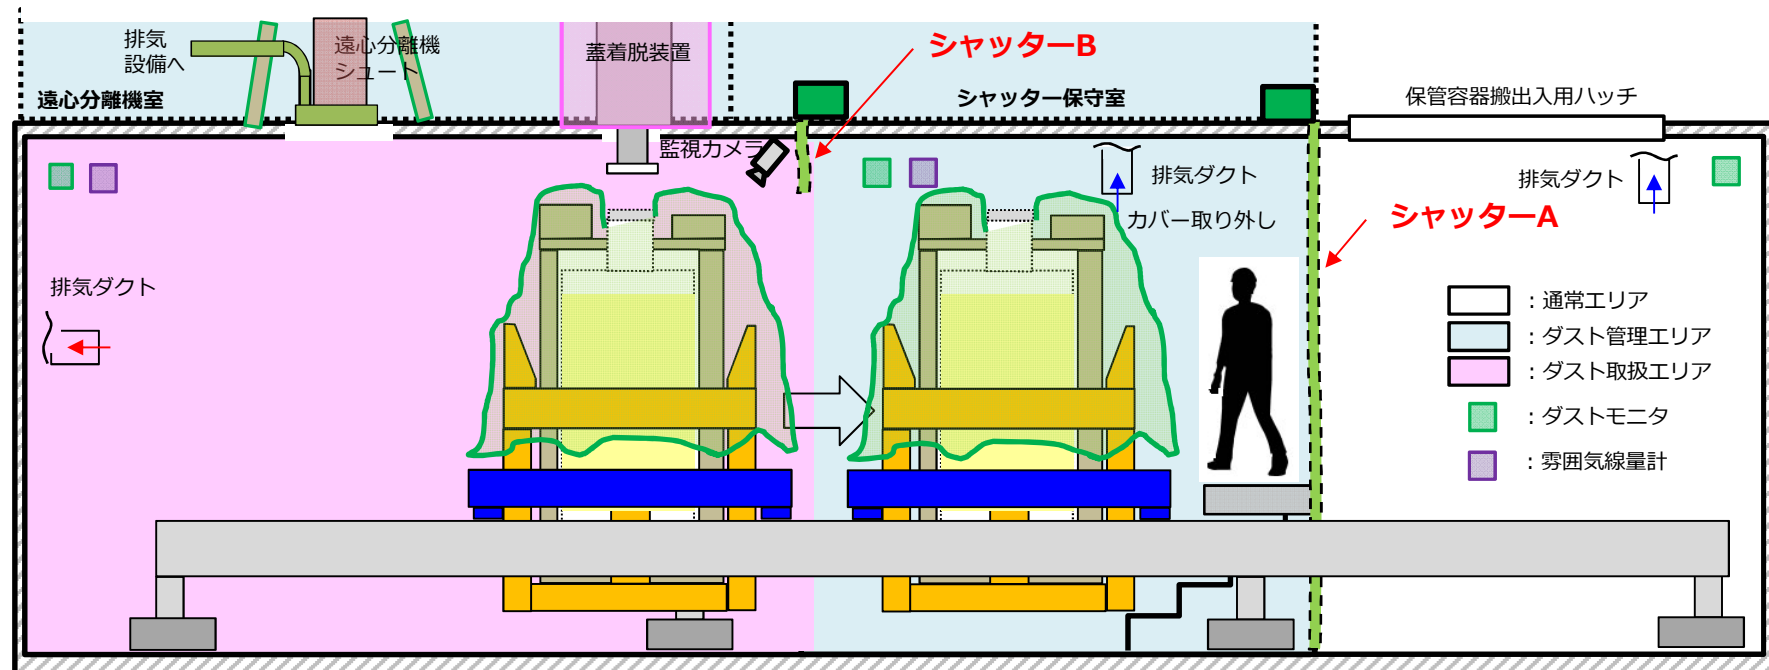 排気
設備へ
遠心分離機
シュート
遠心分離機室
蓋着脱装置
シャッターB
シャッター保守室
保管容器搬出入用ハッチ
監視カメラ
排気ダクト
カバー取り外し
排気ダクト
シャッターA
排気ダクト
：通常エリア
：ダスト管理エリア
：ダスト取扱エリア
：ダストモニタ
：雰囲気線量計